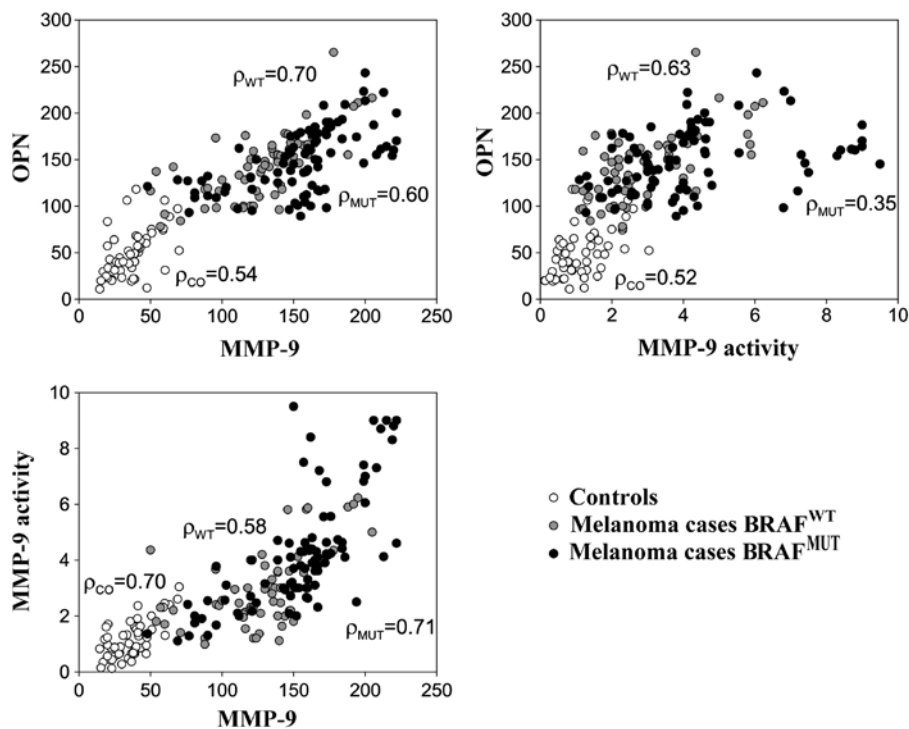 300
250
200
150
100
50
0
OPN
ρWT=0.70
ρMUT=0.60
ρCO=0.54
0 50 100 150 200 250
MMP-9
300
250
200
150
100
50
0
OPN
ρWT=0.63
ρMUT=0.35
ρCO=0.52
0 2 4 6 8 10
MMP-9 activity
10
8
6
4
2
0
MMP-9 activity
ρWT=0.58
ρCO=0.70
ρMUT=0.71
0 50 100 150 200 250
MMP-9
Controls
Melanoma cases BRAFWT
Melanoma cases BRAFMUT